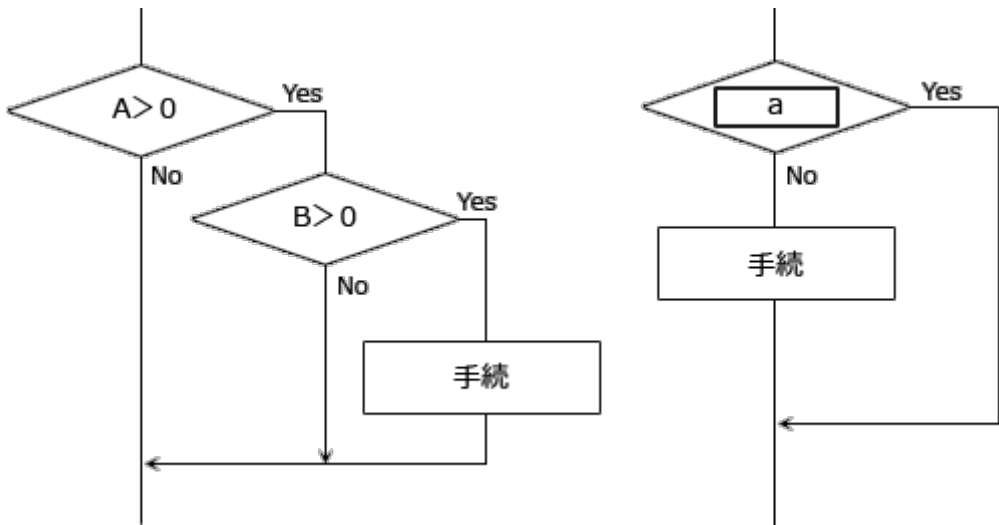 A＞0
Yes
No
B＞0
Yes
No
手続
a
Yes
No
手続